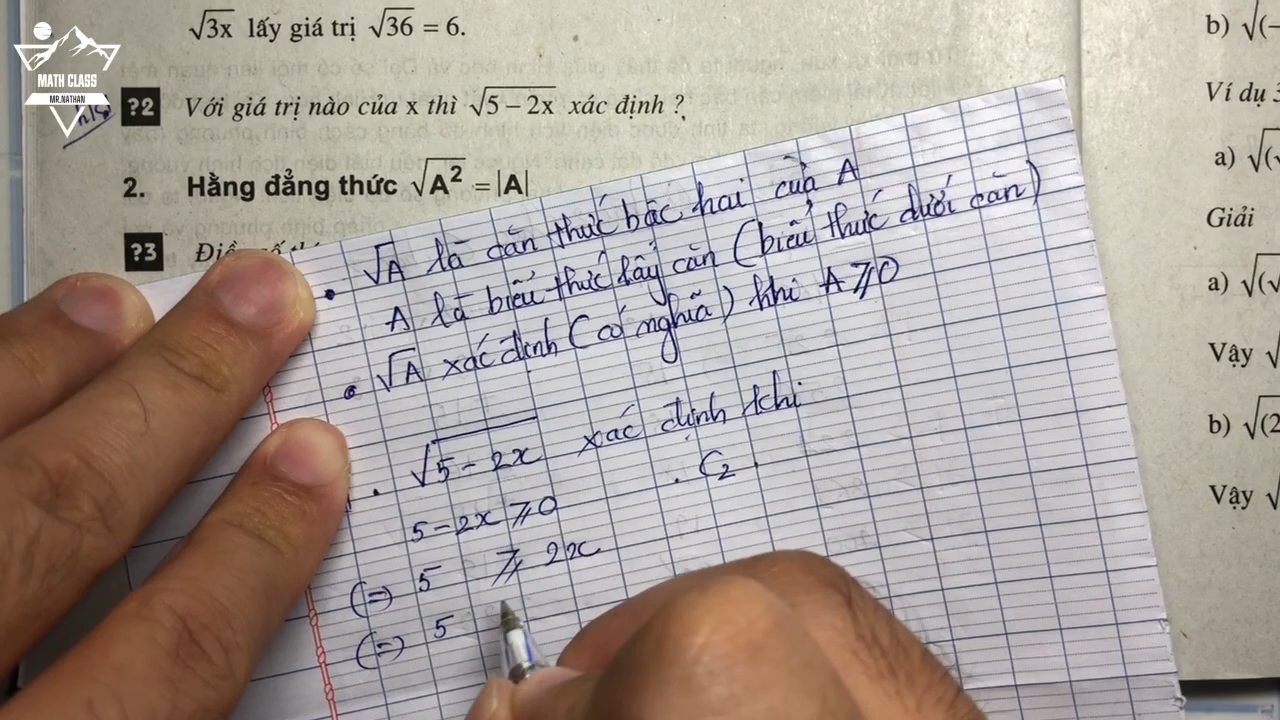 √3x lấy giá trị √36 = 6.
MATH CLASS
MR.NATHAN
?2 Với giá trị nào của x thì √5 – 2x xác định ?
2. Hằng đẳng thức √A² = |A|
?3
• √A là căn thức bậc hai của A
A là biểu thức lấy căn (biểu thức dưới căn)
• √A xác định (có nghĩa) khi A ⩾ 0
. √5 – 2x xác định khi
. C2 .
5 – 2x ⩾ 0
(=) 5 ⩾ 2x
(=) 5
b) √(–
Ví dụ 3
a) √(√
Giải
a) √(√
Vậy √
b) √(2
Vậy √